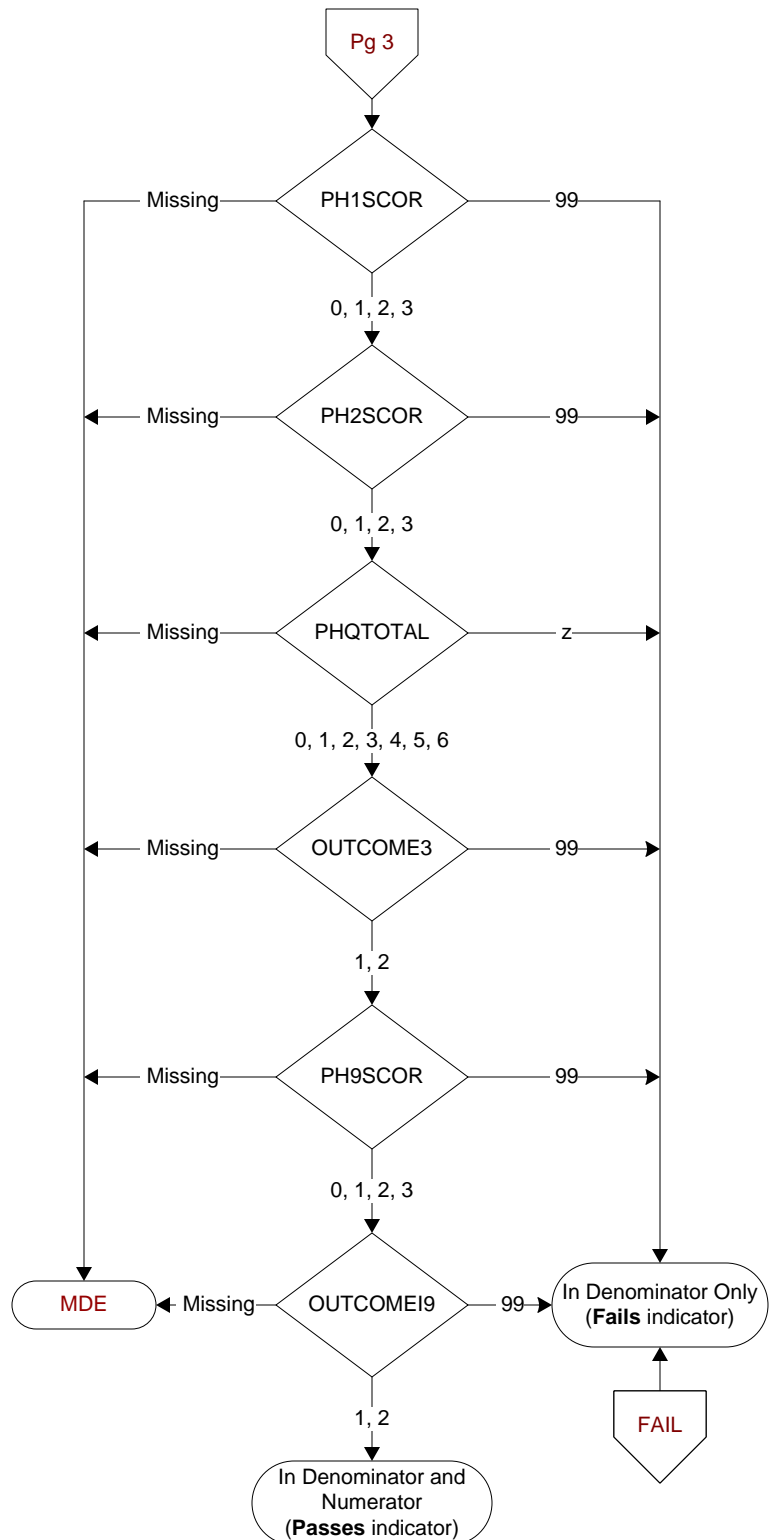 Pg 3
PH1SCOR
Missing
99
0, 1, 2, 3
PH2SCOR
Missing
99
0, 1, 2, 3
PHQTOTAL
Missing
z
0, 1, 2, 3, 4, 5, 6
OUTCOME3
Missing
99
1, 2
PH9SCOR
Missing
99
0, 1, 2, 3
MDE
Missing
OUTCOMEI9
99
In Denominator Only
(Fails indicator)
1, 2
FAIL
In Denominator and
Numerator
(Passes indicator)